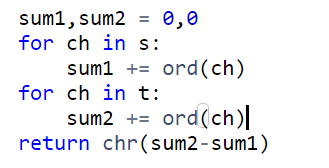 sum1,sum2 = 0,0
for ch in s:
    sum1 += ord(ch)
for ch in t:
    sum2 += ord(ch)
return chr(sum2-sum1)